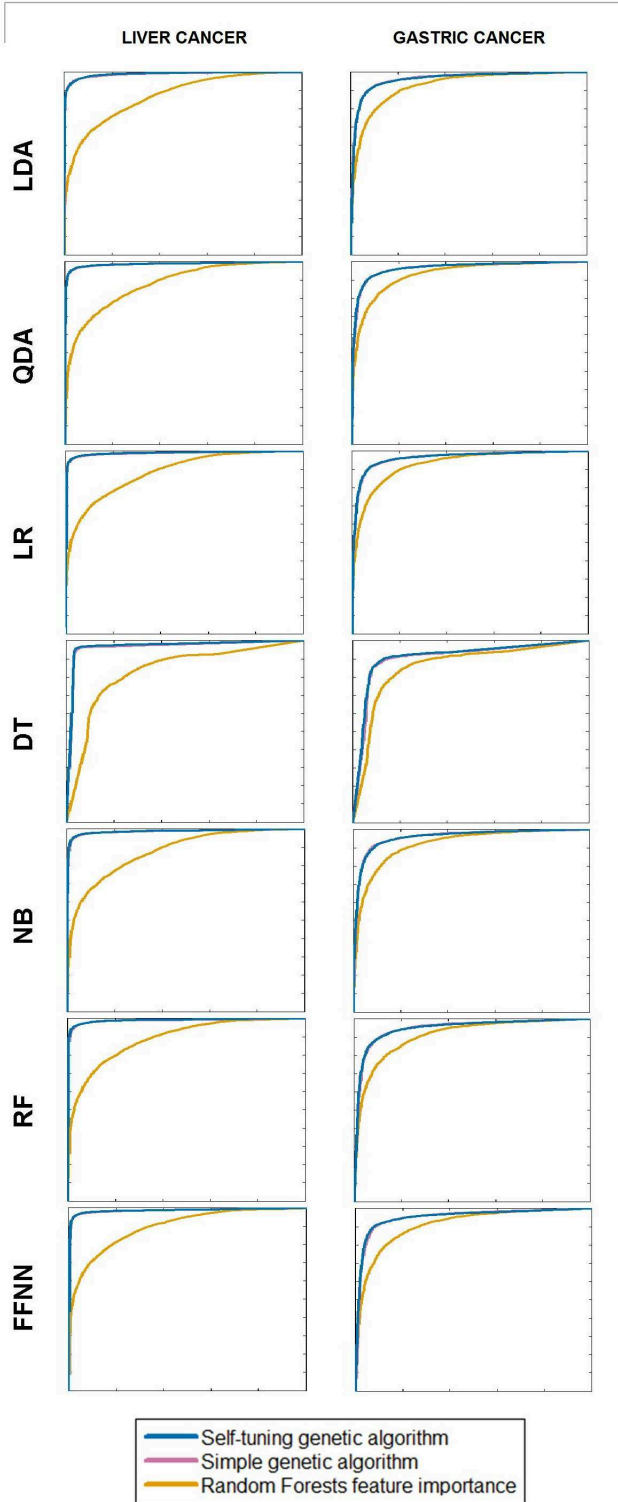 LIVER CANCER
GASTRIC CANCER
LDA
QDA
LR
DT
NB
RF
FFNN
Self-tuning genetic algorithm
Simple genetic algorithm
Random Forests feature importance